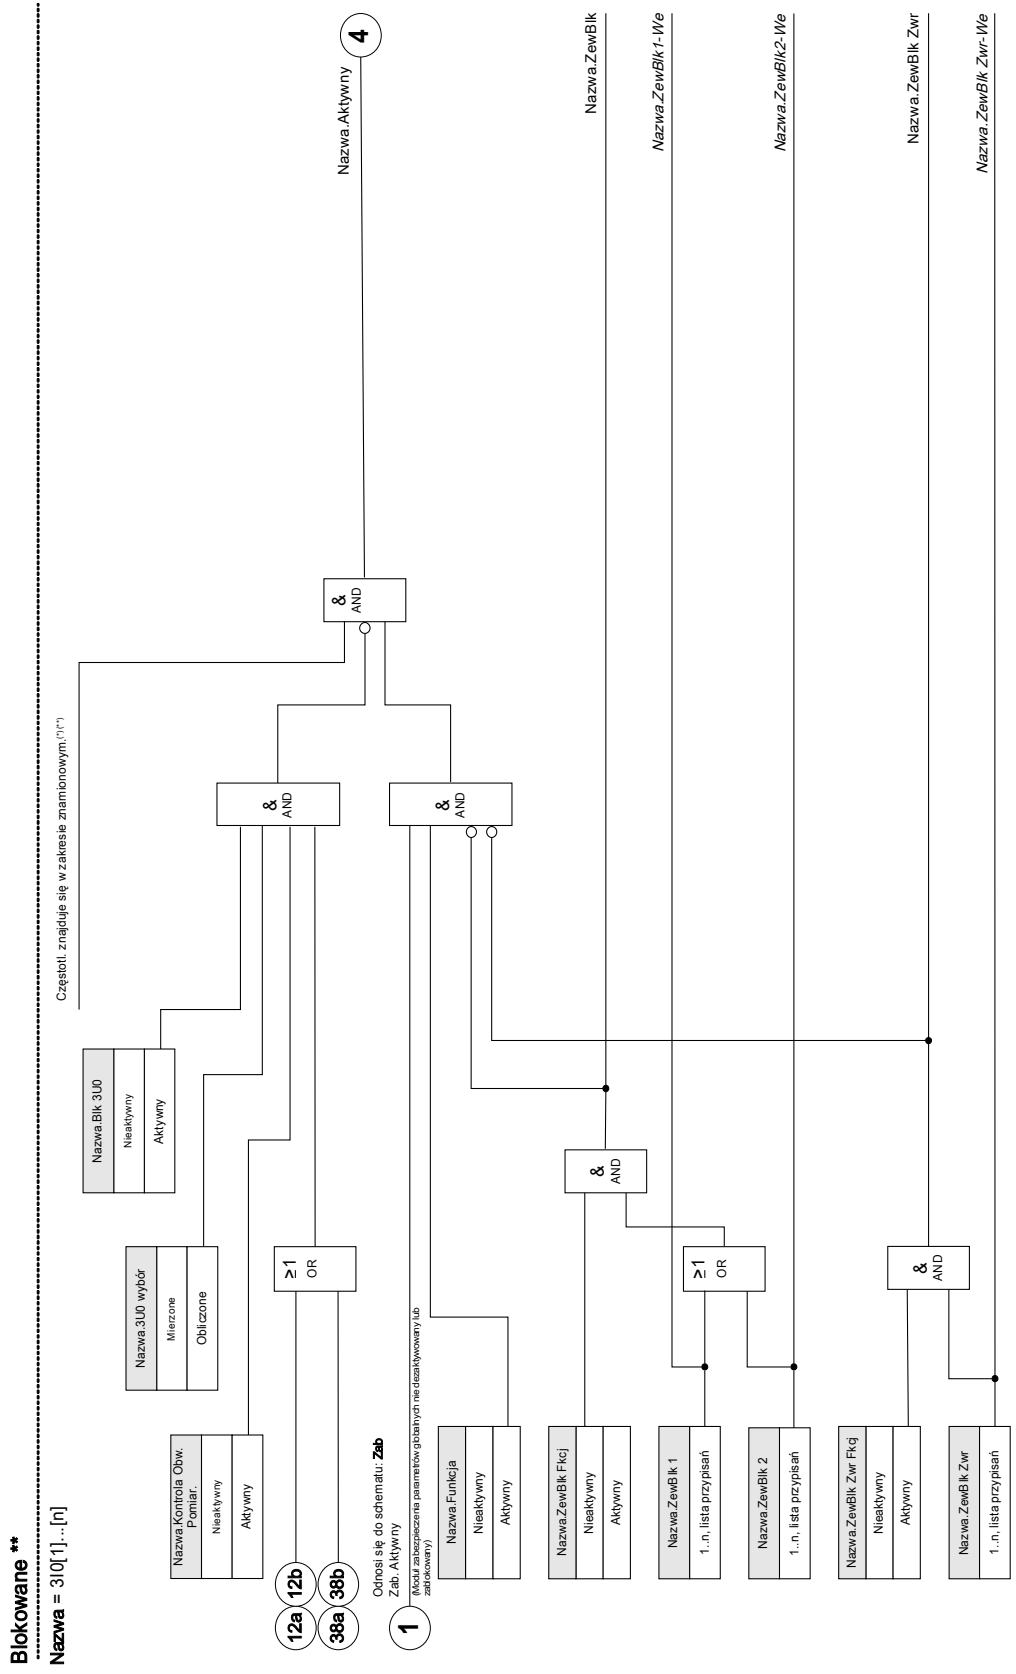 Blokowane **
Nazwa = 3I0[1]...[n]
Częstotl. znajduje się w zakresie znamionowym.(*)(**)
Nazwa.Blk 3U0
Nieaktywny
Aktywny
Nazwa.3U0 wybór
Mierzone
Obliczone
Nazwa.Kontrola Obw.
Pomiar.
Nieaktywny
Aktywny
12a
12b
38a
38b
≥1
OR
&
AND
&
AND
&
AND
Nazwa.Aktywny
4
Odnosi się do schematu: Zab
Zab. Aktywny
(Moduł zabezpieczenia parametrów globalnych nie dezaktywowany lub
zablokowany)
1
Nazwa.Funkcja
Nieaktywny
Aktywny
Nazwa.ZewBlk Fkcj
Nieaktywny
Aktywny
&
AND
Nazwa.ZewBlk
Nazwa.ZewBlk 1
1..n, lista przypisań
≥1
OR
Nazwa.ZewBlk1-We
Nazwa.ZewBlk 2
1..n, lista przypisań
Nazwa.ZewBlk2-We
Nazwa.ZewBlk Zwr Fkcj
Nieaktywny
Aktywny
&
AND
Nazwa.ZewBlk Zwr
Nazwa.ZewBlk Zwr
1..n, lista przypisań
Nazwa.ZewBlk Zwr-We